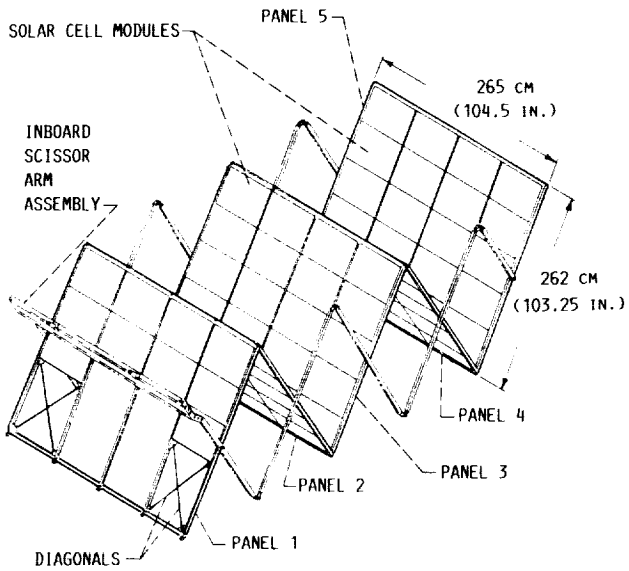 PANEL 5
SOLAR CELL MODULES
265 CM
(104.5 IN.)
INBOARD
SCISSOR
ARM
ASSEMBLY
262 CM
(103.25 IN.)
PANEL 4
PANEL 3
PANEL 2
PANEL 1
DIAGONALS